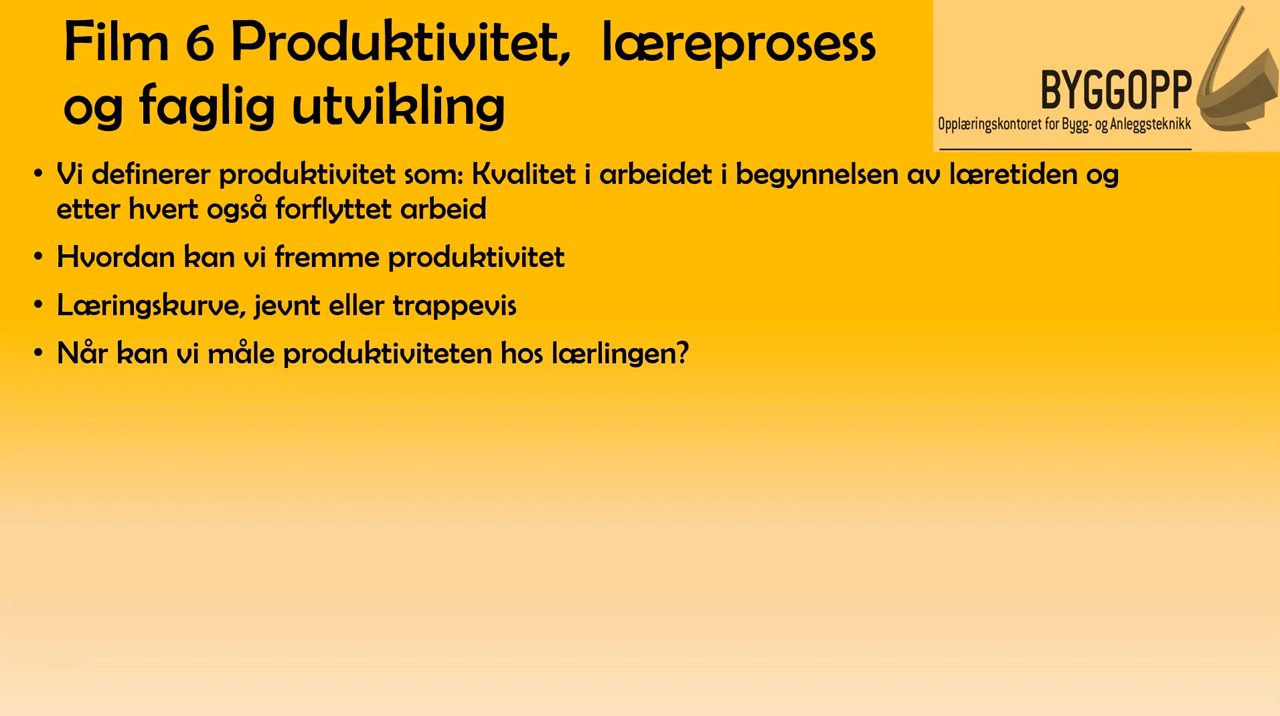 Film 6 Produktivitet, læreprosess
og faglig utvikling
BYGGOPP
Opplæringskontoret for Bygg- og Anleggsteknikk
• Vi definerer produktivitet som: Kvalitet i arbeidet i begynnelsen av læretiden og
etter hvert også forflyttet arbeid
• Hvordan kan vi fremme produktivitet
• Læringskurve, jevnt eller trappevis
• Når kan vi måle produktiviteten hos lærlingen?